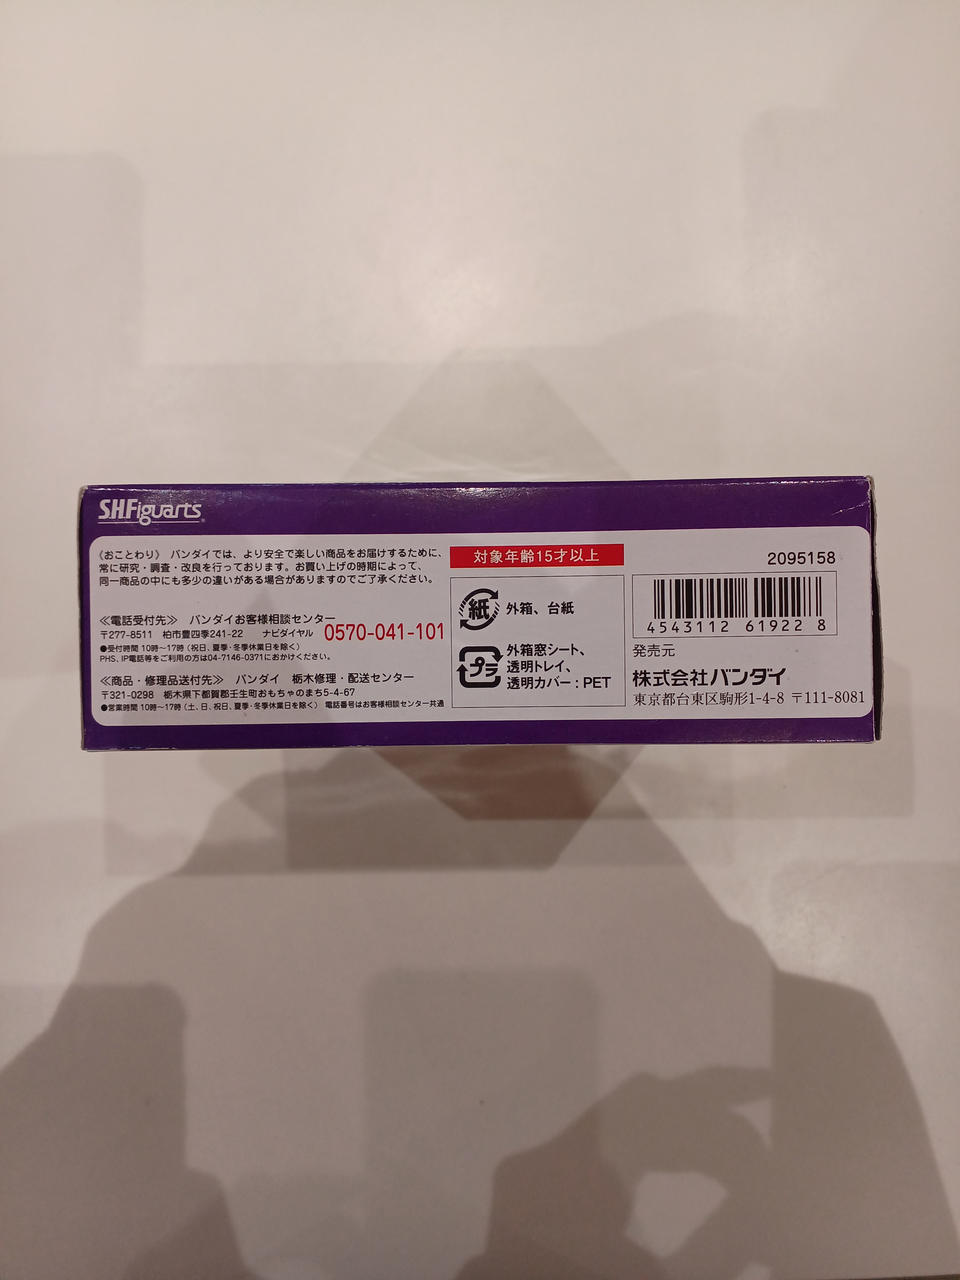 S.H.Figuarts
《おことわり》 バンダイでは、より安全で楽しい商品をお届けするために、
常に研究・調査・改良を行っております。お買い上げの時期によって、
同一商品の中にも多少の違いがある場合がありますのでご了承ください。
≪電話受付先≫ バンダイお客様相談センター
〒277-8511 柏市豊四季241-22 ナビダイヤル 0570-041-101
●受付時間 10時〜17時(祝日、夏季・冬季休業日を除く)
PHS、IP電話等をご利用の方は04-7146-0371におかけください。
≪商品・修理品送付先≫ バンダイ 栃木修理・配送センター
〒321-0298 栃木県下都賀郡壬生町おもちゃのまち5-4-67
●営業時間 10時〜17時(土、日、祝日、夏季・冬季休業日を除く) 電話番号はお客様相談センター共通
対象年齢15才以上
紙 外箱、台紙
プラ 外箱窓シート、
透明トレイ、
透明カバー:PET
2095158
4543112 61922 8
発売元
株式会社バンダイ
東京都台東区駒形1-4-8 〒111-8081